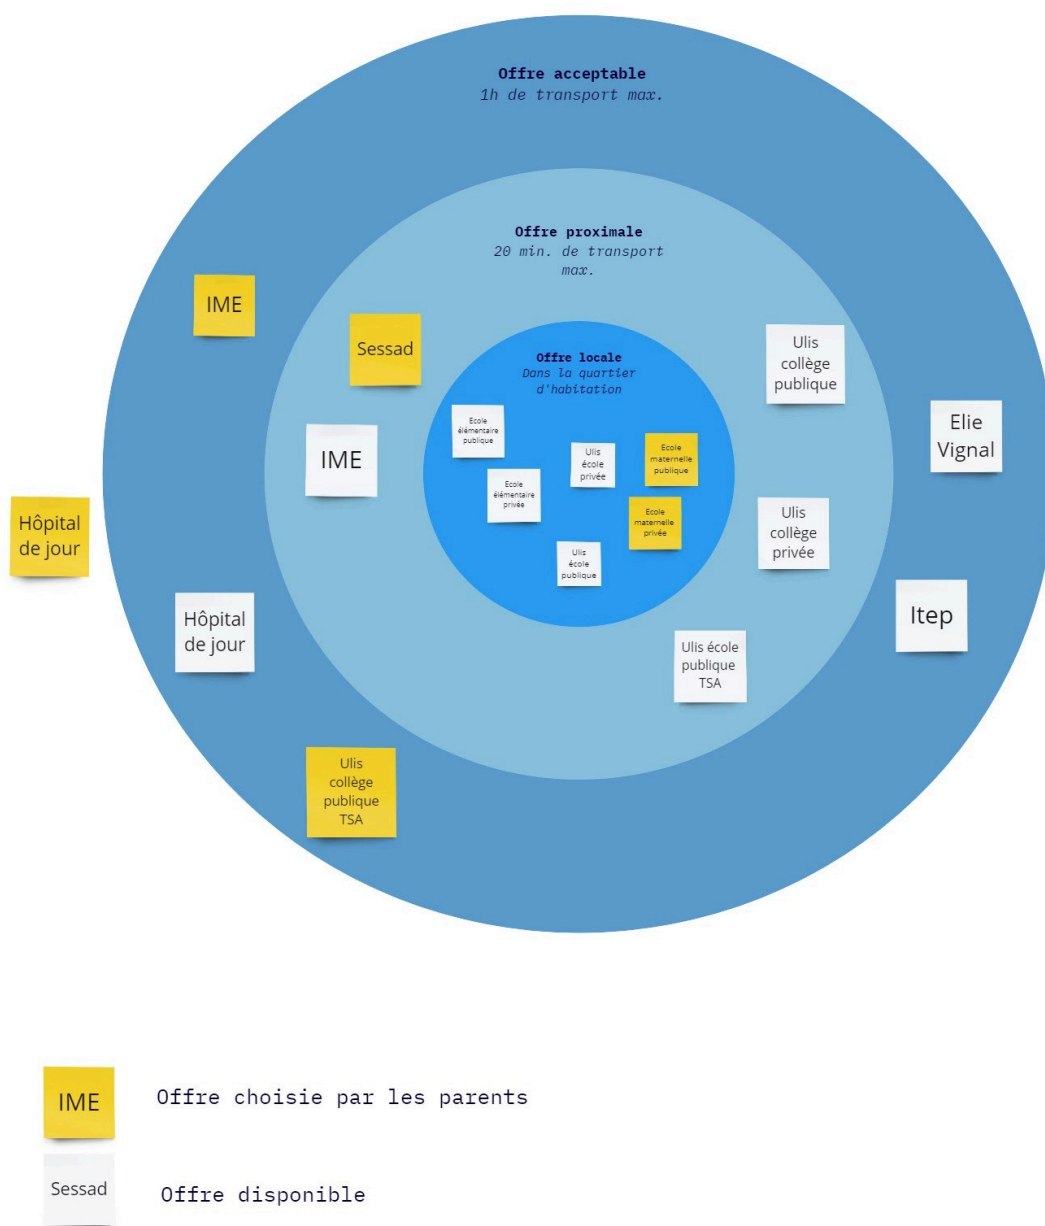 Offre acceptable
1h de transport max.
Offre proximale
20 min. de transport
max.
IME
Sessad
Offre locale
Dans la quartier
d'habitation
Ulis
collège
publique
Ecole
élémentaire
publique
Elie
Vignal
IME
Ulis
école
privée
Ecole
maternelle
publique
Ecole
élémentaire
privée
Hôpital
de jour
Ecole
maternelle
privée
Ulis
collège
privée
Ulis
école
publique
Hôpital
de jour
Itep
Ulis école
publique
TSA
Ulis
collège
publique
TSA
IME
Offre choisie par les parents
Sessad
Offre disponible